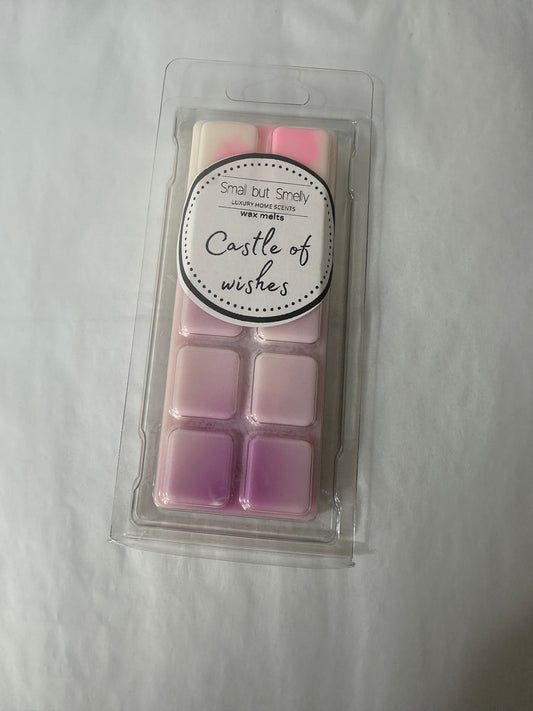 Small but Smelly
LUXURY HOME SCENTS
wax melts
Castle of
wishes